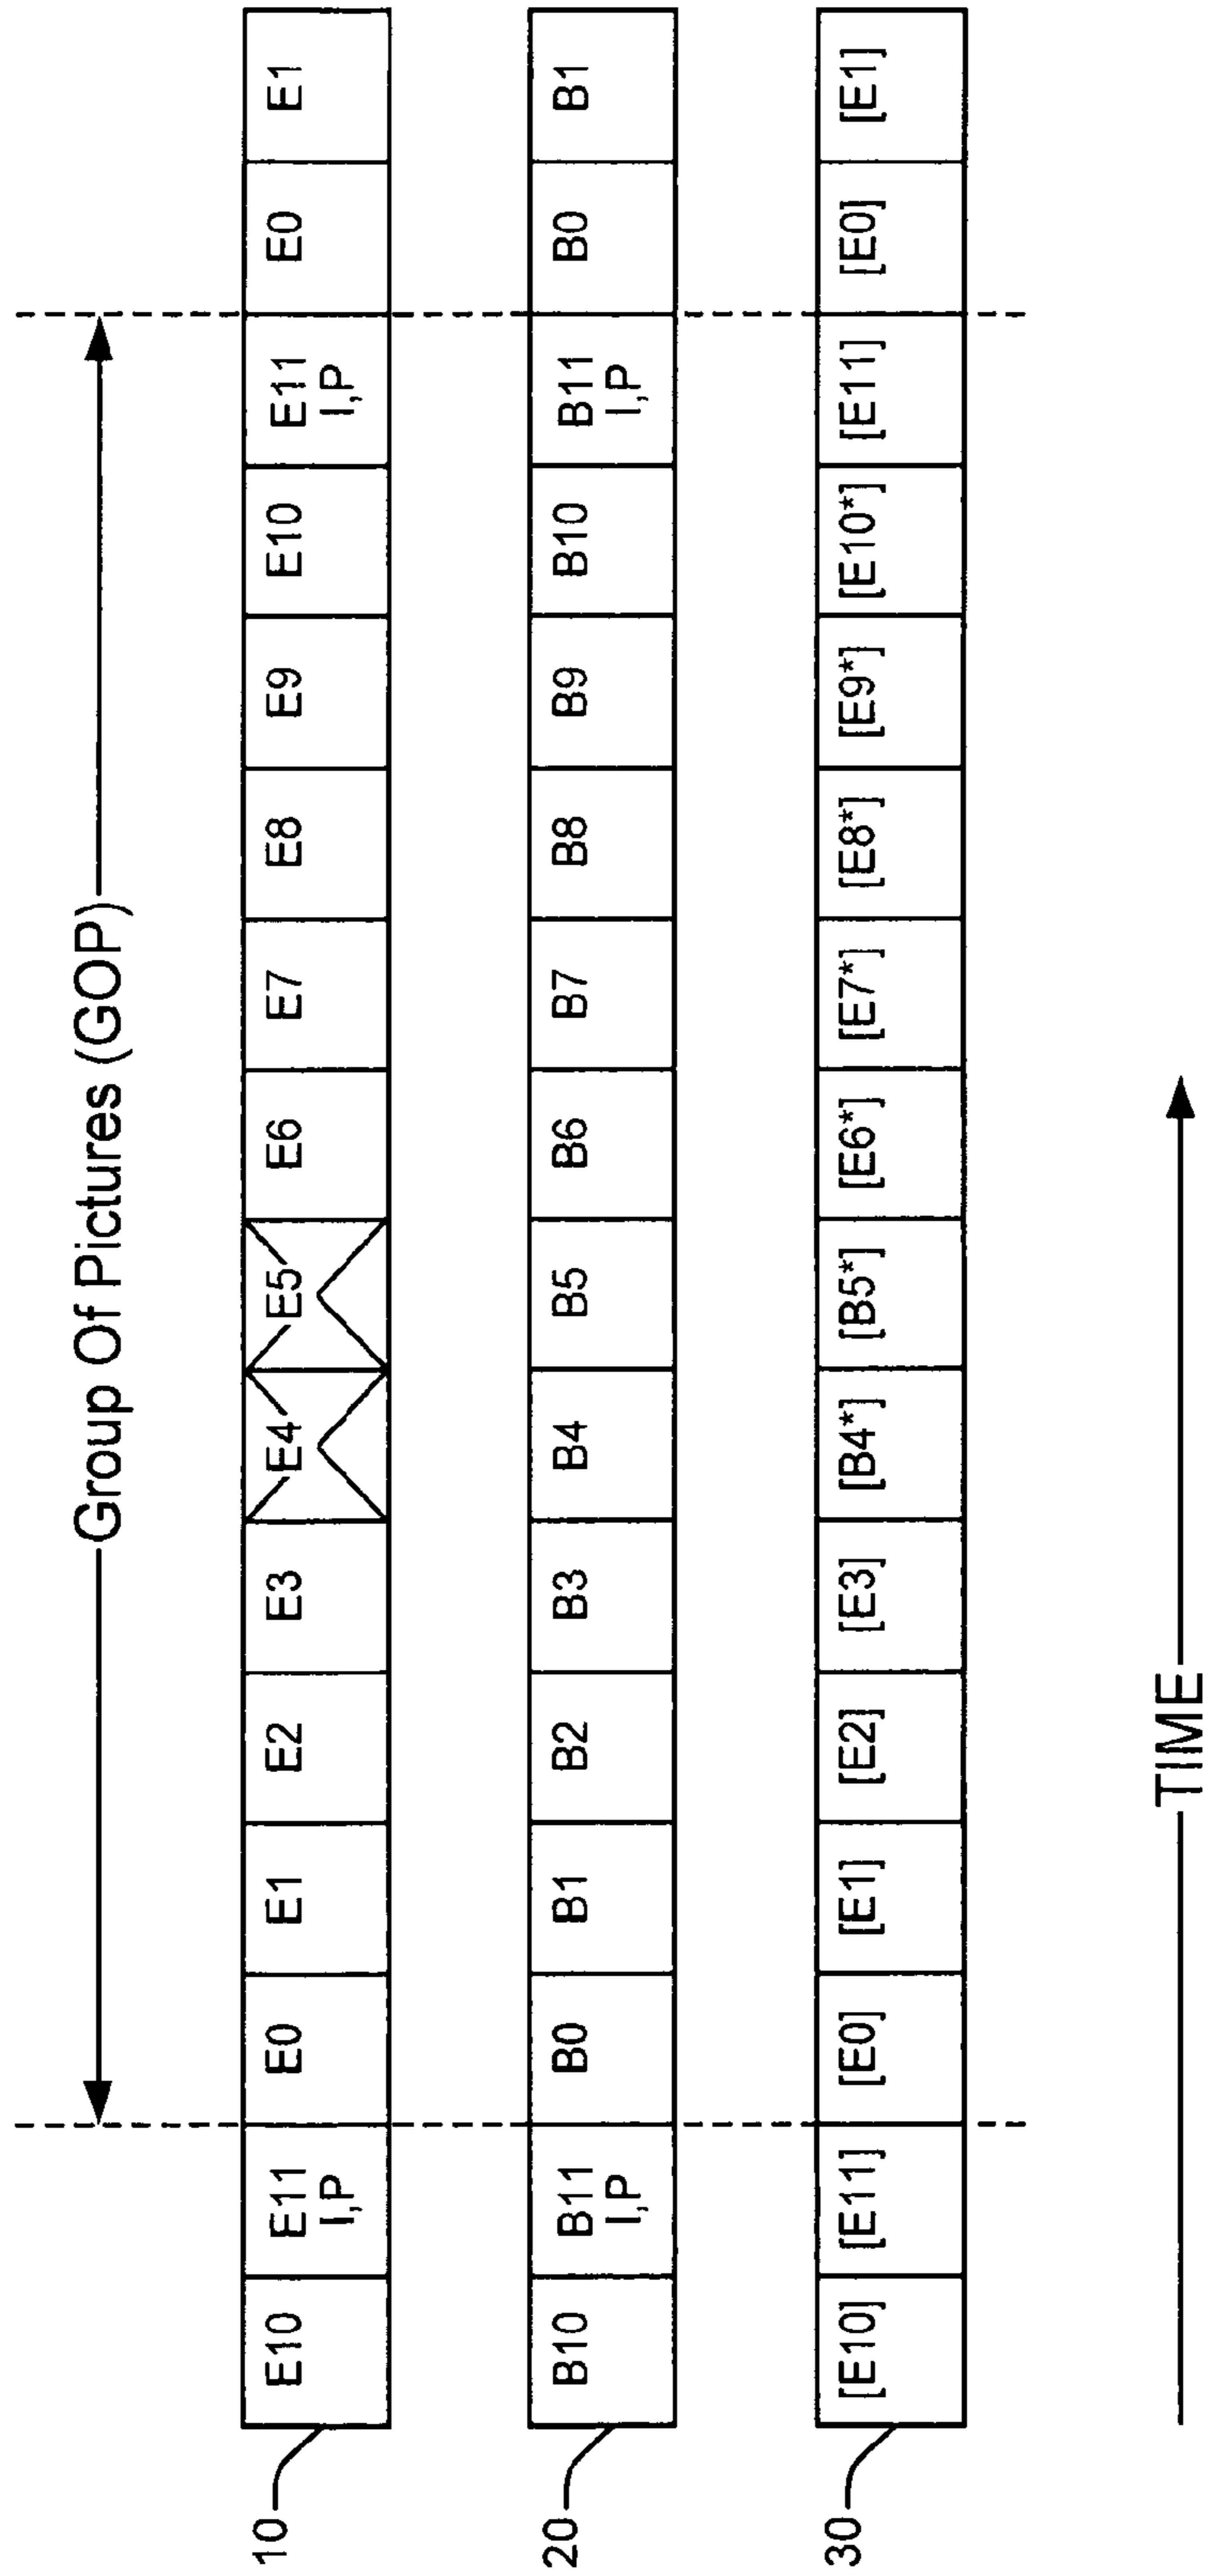 Group Of Pictures (GOP)
10 E10 E11 E0 E1 E2 E3 E4 E5 E6 E7 E8 E9 E10 E11 E0 E1
I,P I,P
20 B10 B11 B0 B1 B2 B3 B4 B5 B6 B7 B8 B9 B10 B11 B0 B1
I,P I,P
30 [E10] [E11] [E0] [E1] [E2] [E3] [B4*] [B5*] [E6*] [E7*] [E8*] [E9*] [E10*] [E11] [E0] [E1]
TIME